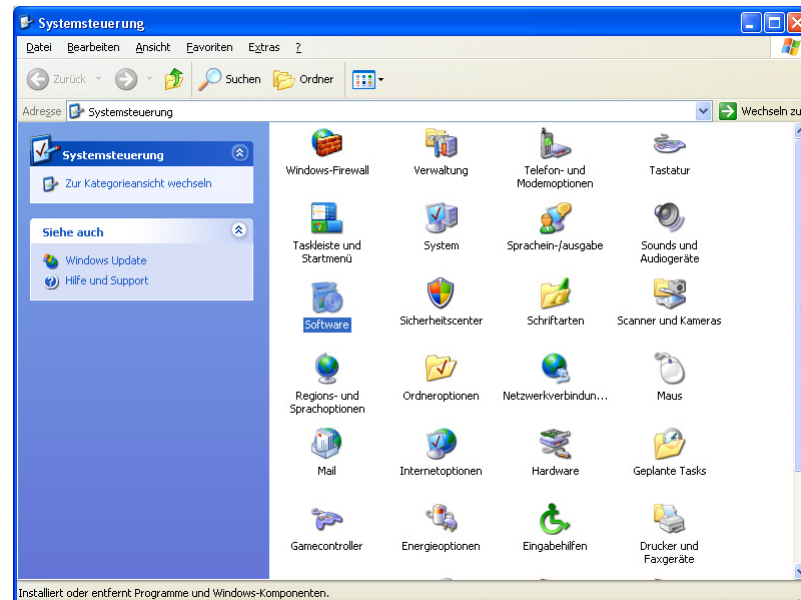 Systemsteuerung
Datei Bearbeiten Ansicht Favoriten Extras ?
Zurück Suchen Ordner
Adresse Systemsteuerung Wechseln zu
Systemsteuerung
Zur Kategorieansicht wechseln
Siehe auch
Windows Update
Hilfe und Support
Windows-Firewall
Verwaltung
Telefon- und
Modemoptionen
Tastatur
Taskleiste und
Startmenü
System
Sprachein-/ausgabe
Sounds und
Audiogeräte
Software
Sicherheitscenter
Schriftarten
Scanner und Kameras
Regions- und
Sprachoptionen
Ordneroptionen
Netzwerkverbindun...
Maus
Mail
Internetoptionen
Hardware
Geplante Tasks
Gamecontroller
Energieoptionen
Eingabehilfen
Drucker und
Faxgeräte
Installiert oder entfernt Programme und Windows-Komponenten.